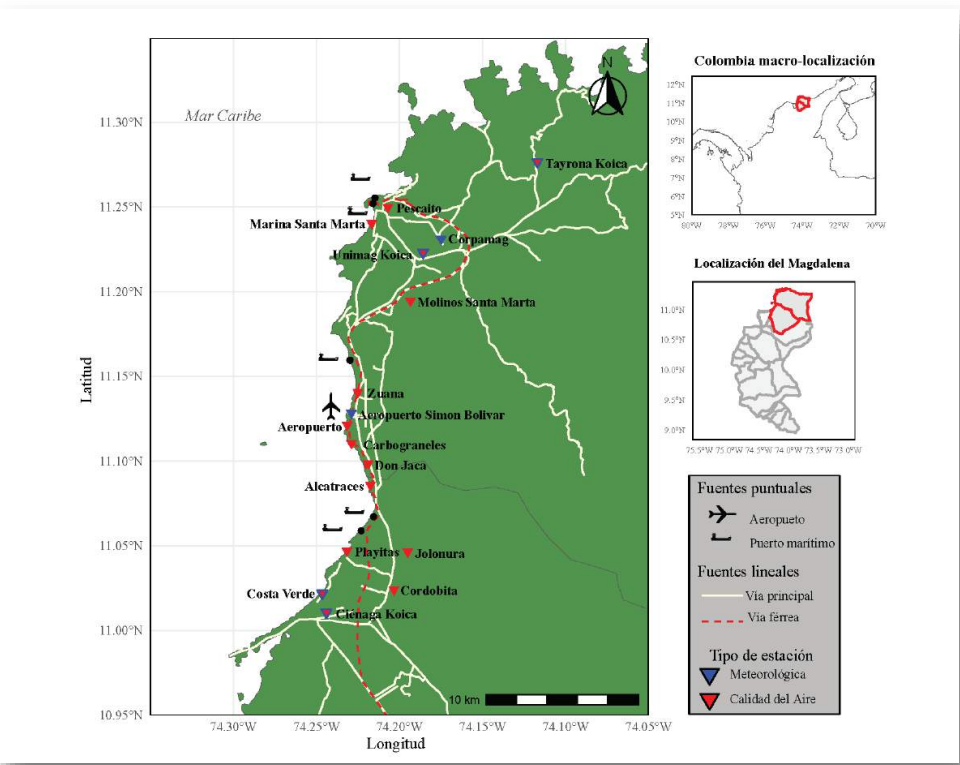 N
Mar Caribe
11.30°N
11.25°N
11.20°N
11.15°N
11.10°N
11.05°N
11.00°N
10.95°N
Latitud
Tayrona Koica
Pescaito
Marina Santa Marta
Corpamag
Unimag Koica
Molinos Santa Marta
Zuana
Aeropuerto Simon Bolivar
Aeropuerto
Carbograneles
Don Jaca
Alcatraces
Playitas
Jolonura
Costa Verde
Cordobita
Ciénaga Koica
10 km
74.30°W 74.25°W 74.20°W 74.15°W 74.10°W 74.05°W
Longitud
Colombia macro-localización
12°N
11°N
10°N
9°N
8°N
7°N
6°N
5°N
80°W 78°W 76°W 74°W 72°W 70°W
Localización del Magdalena
11.0°N
10.5°N
10.0°N
9.5°N
9.0°N
75.5°W 75.0°W 74.5°W 74.0°W 73.5°W 73.0°W
Fuentes puntuales
Aeropueto
Puerto marítimo
Fuentes lineales
Vía principal
Vía férrea
Tipo de estación
Meteorológica
Calidad del Aire